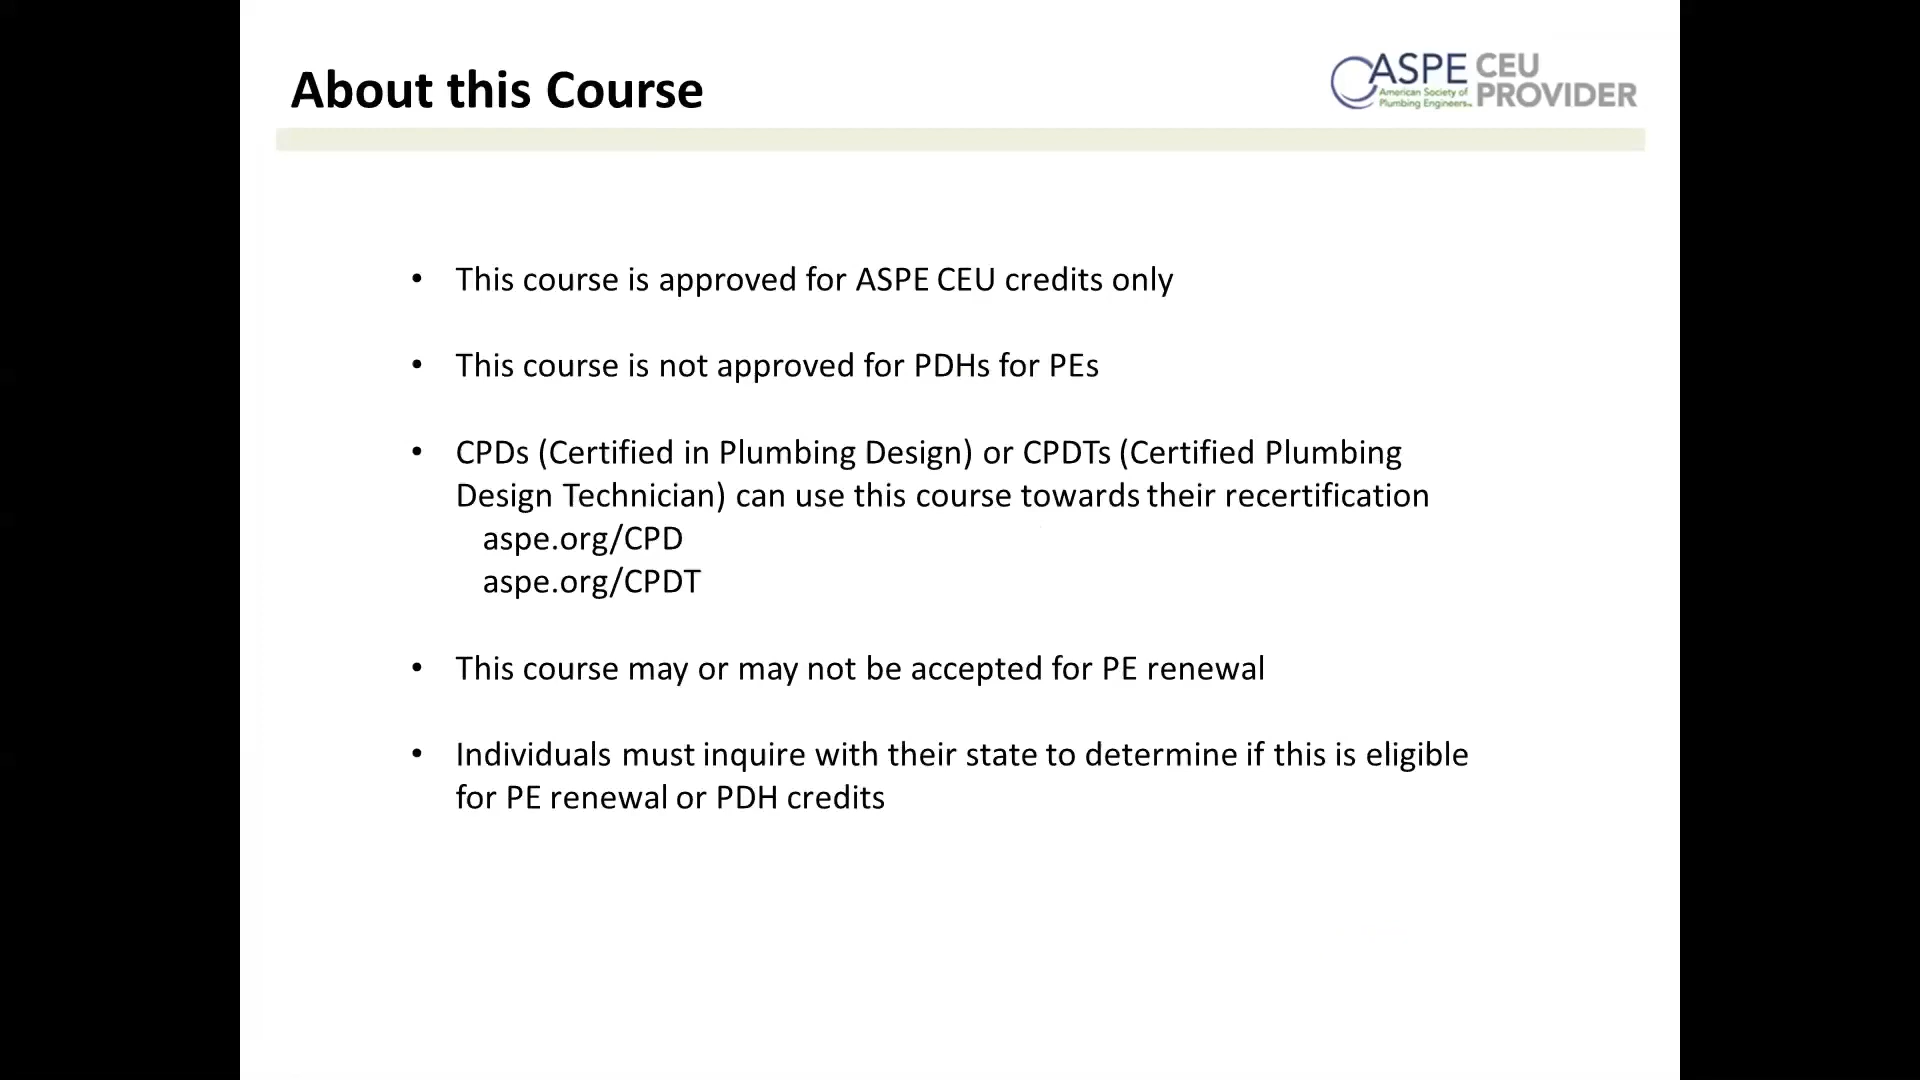 About this Course
ASPE CEU
American Society of
Plumbing Engineers
PROVIDER
• This course is approved for ASPE CEU credits only
• This course is not approved for PDHs for PEs
• CPDs (Certified in Plumbing Design) or CPDTs (Certified Plumbing
Design Technician) can use this course towards their recertification
aspe.org/CPD
aspe.org/CPDT
• This course may or may not be accepted for PE renewal
• Individuals must inquire with their state to determine if this is eligible
for PE renewal or PDH credits